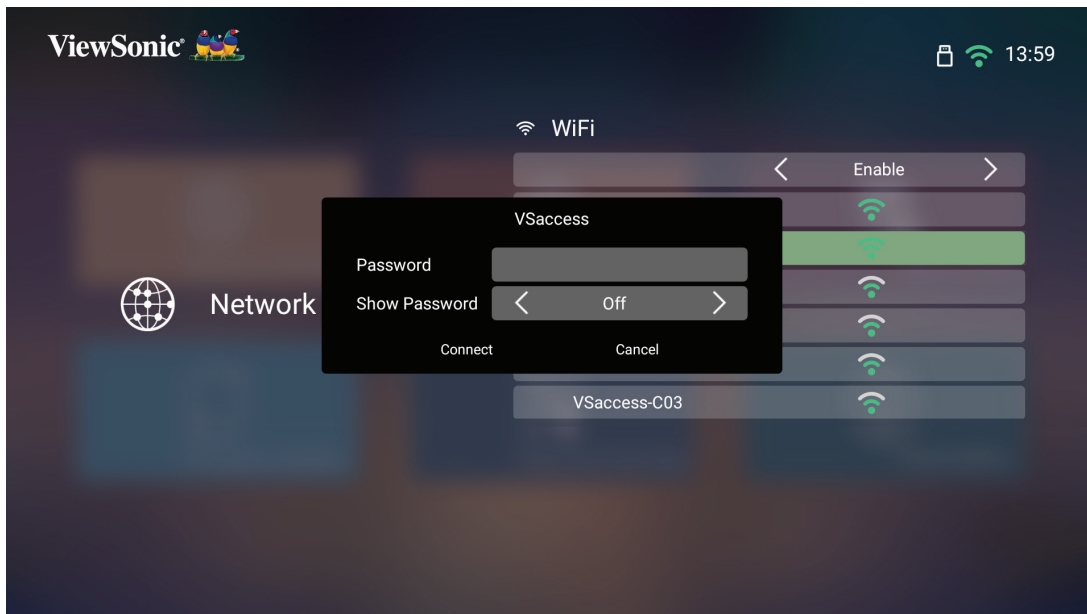 ViewSonic®
13:59
WiFi
Enable
VSaccess
Password
Network
Show Password Off
Connect Cancel
VSaccess-C03